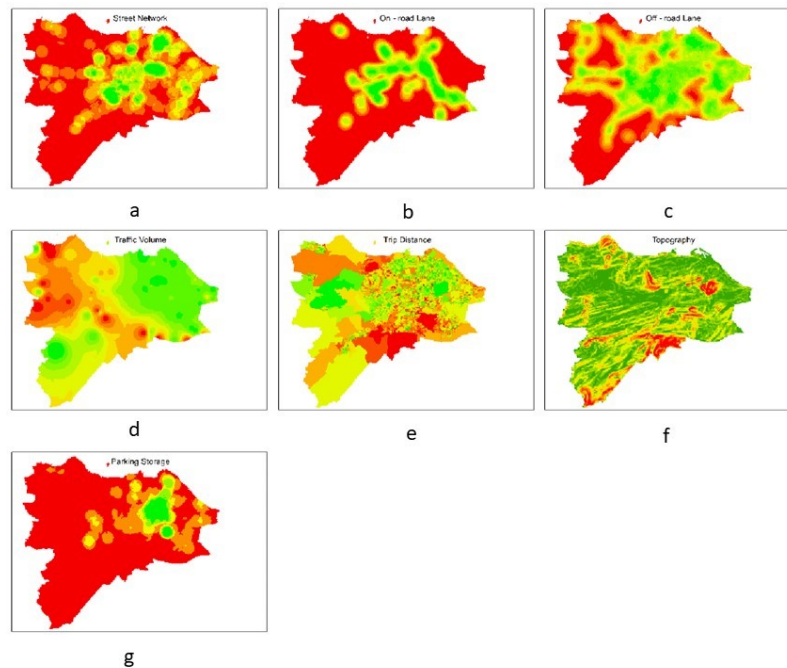 Street Network
On - road Lane
Off - road Lane
a
b
c
Traffic Volume
Trip Distance
Topography
d
e
f
Parking Storage
g